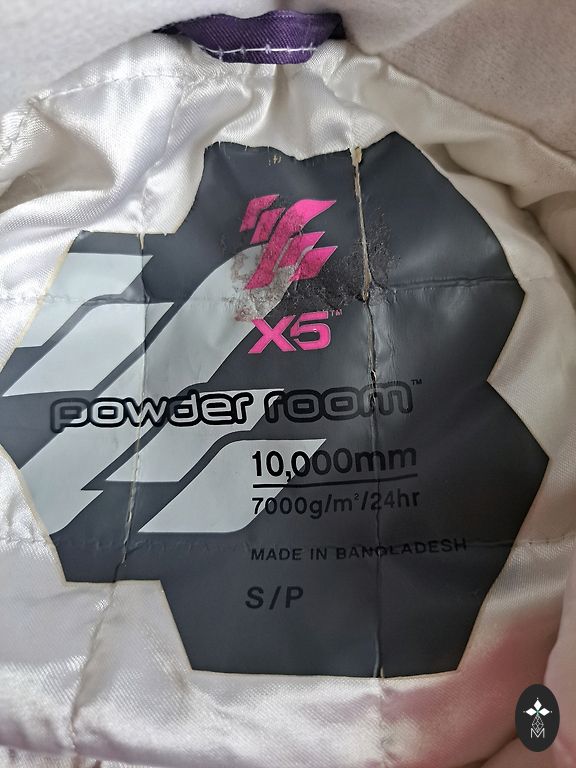 X5™
powder room™
10,000mm
7000g/m²/24hr
MADE IN BANGLADESH
S/P
M